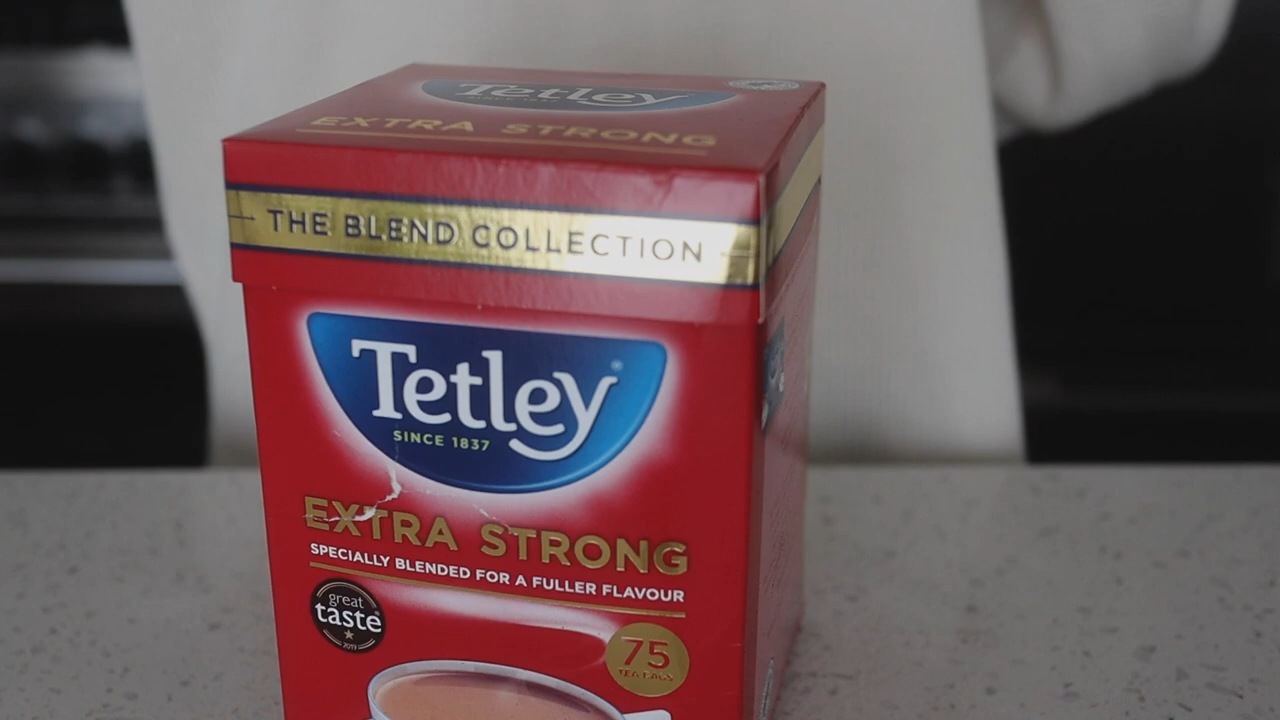 Tetley
EXTRA STRONG
THE BLEND COLLECTION
Tetley®
SINCE 1837
EXTRA STRONG
SPECIALLY BLENDED FOR A FULLER FLAVOUR
great
taste
2019
75
TEA BAGS